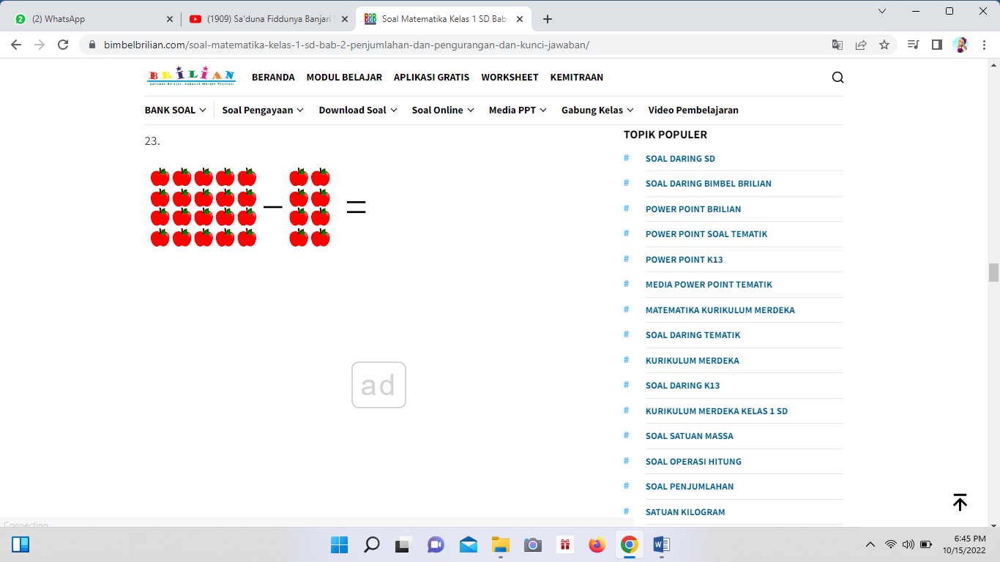 (2) WhatsApp
(1909) Sa'duna Fiddunya Banjari
Soal Matematika Kelas 1 SD Bab
bimbelbrilian.com/soal-matematika-kelas-1-sd-bab-2-penjumlahan-dan-pengurangan-dan-kunci-jawaban/
BRILIAN
Sahabat Belajar, Sahabat Meraih Prestasi
BERANDA MODUL BELAJAR APLIKASI GRATIS WORKSHEET KEMITRAAN
BANK SOAL Soal Pengayaan Download Soal Soal Online Media PPT Gabung Kelas Video Pembelajaran
23.
− =
ad
TOPIK POPULER
# SOAL DARING SD
# SOAL DARING BIMBEL BRILIAN
# POWER POINT BRILIAN
# POWER POINT SOAL TEMATIK
# POWER POINT K13
# MEDIA POWER POINT TEMATIK
# MATEMATIKA KURIKULUM MERDEKA
# SOAL DARING TEMATIK
# KURIKULUM MERDEKA
# SOAL DARING K13
# KURIKULUM MERDEKA KELAS 1 SD
# SOAL SATUAN MASSA
# SOAL OPERASI HITUNG
# SOAL PENJUMLAHAN
# SATUAN KILOGRAM
Connecting
6:45 PM
10/15/2022